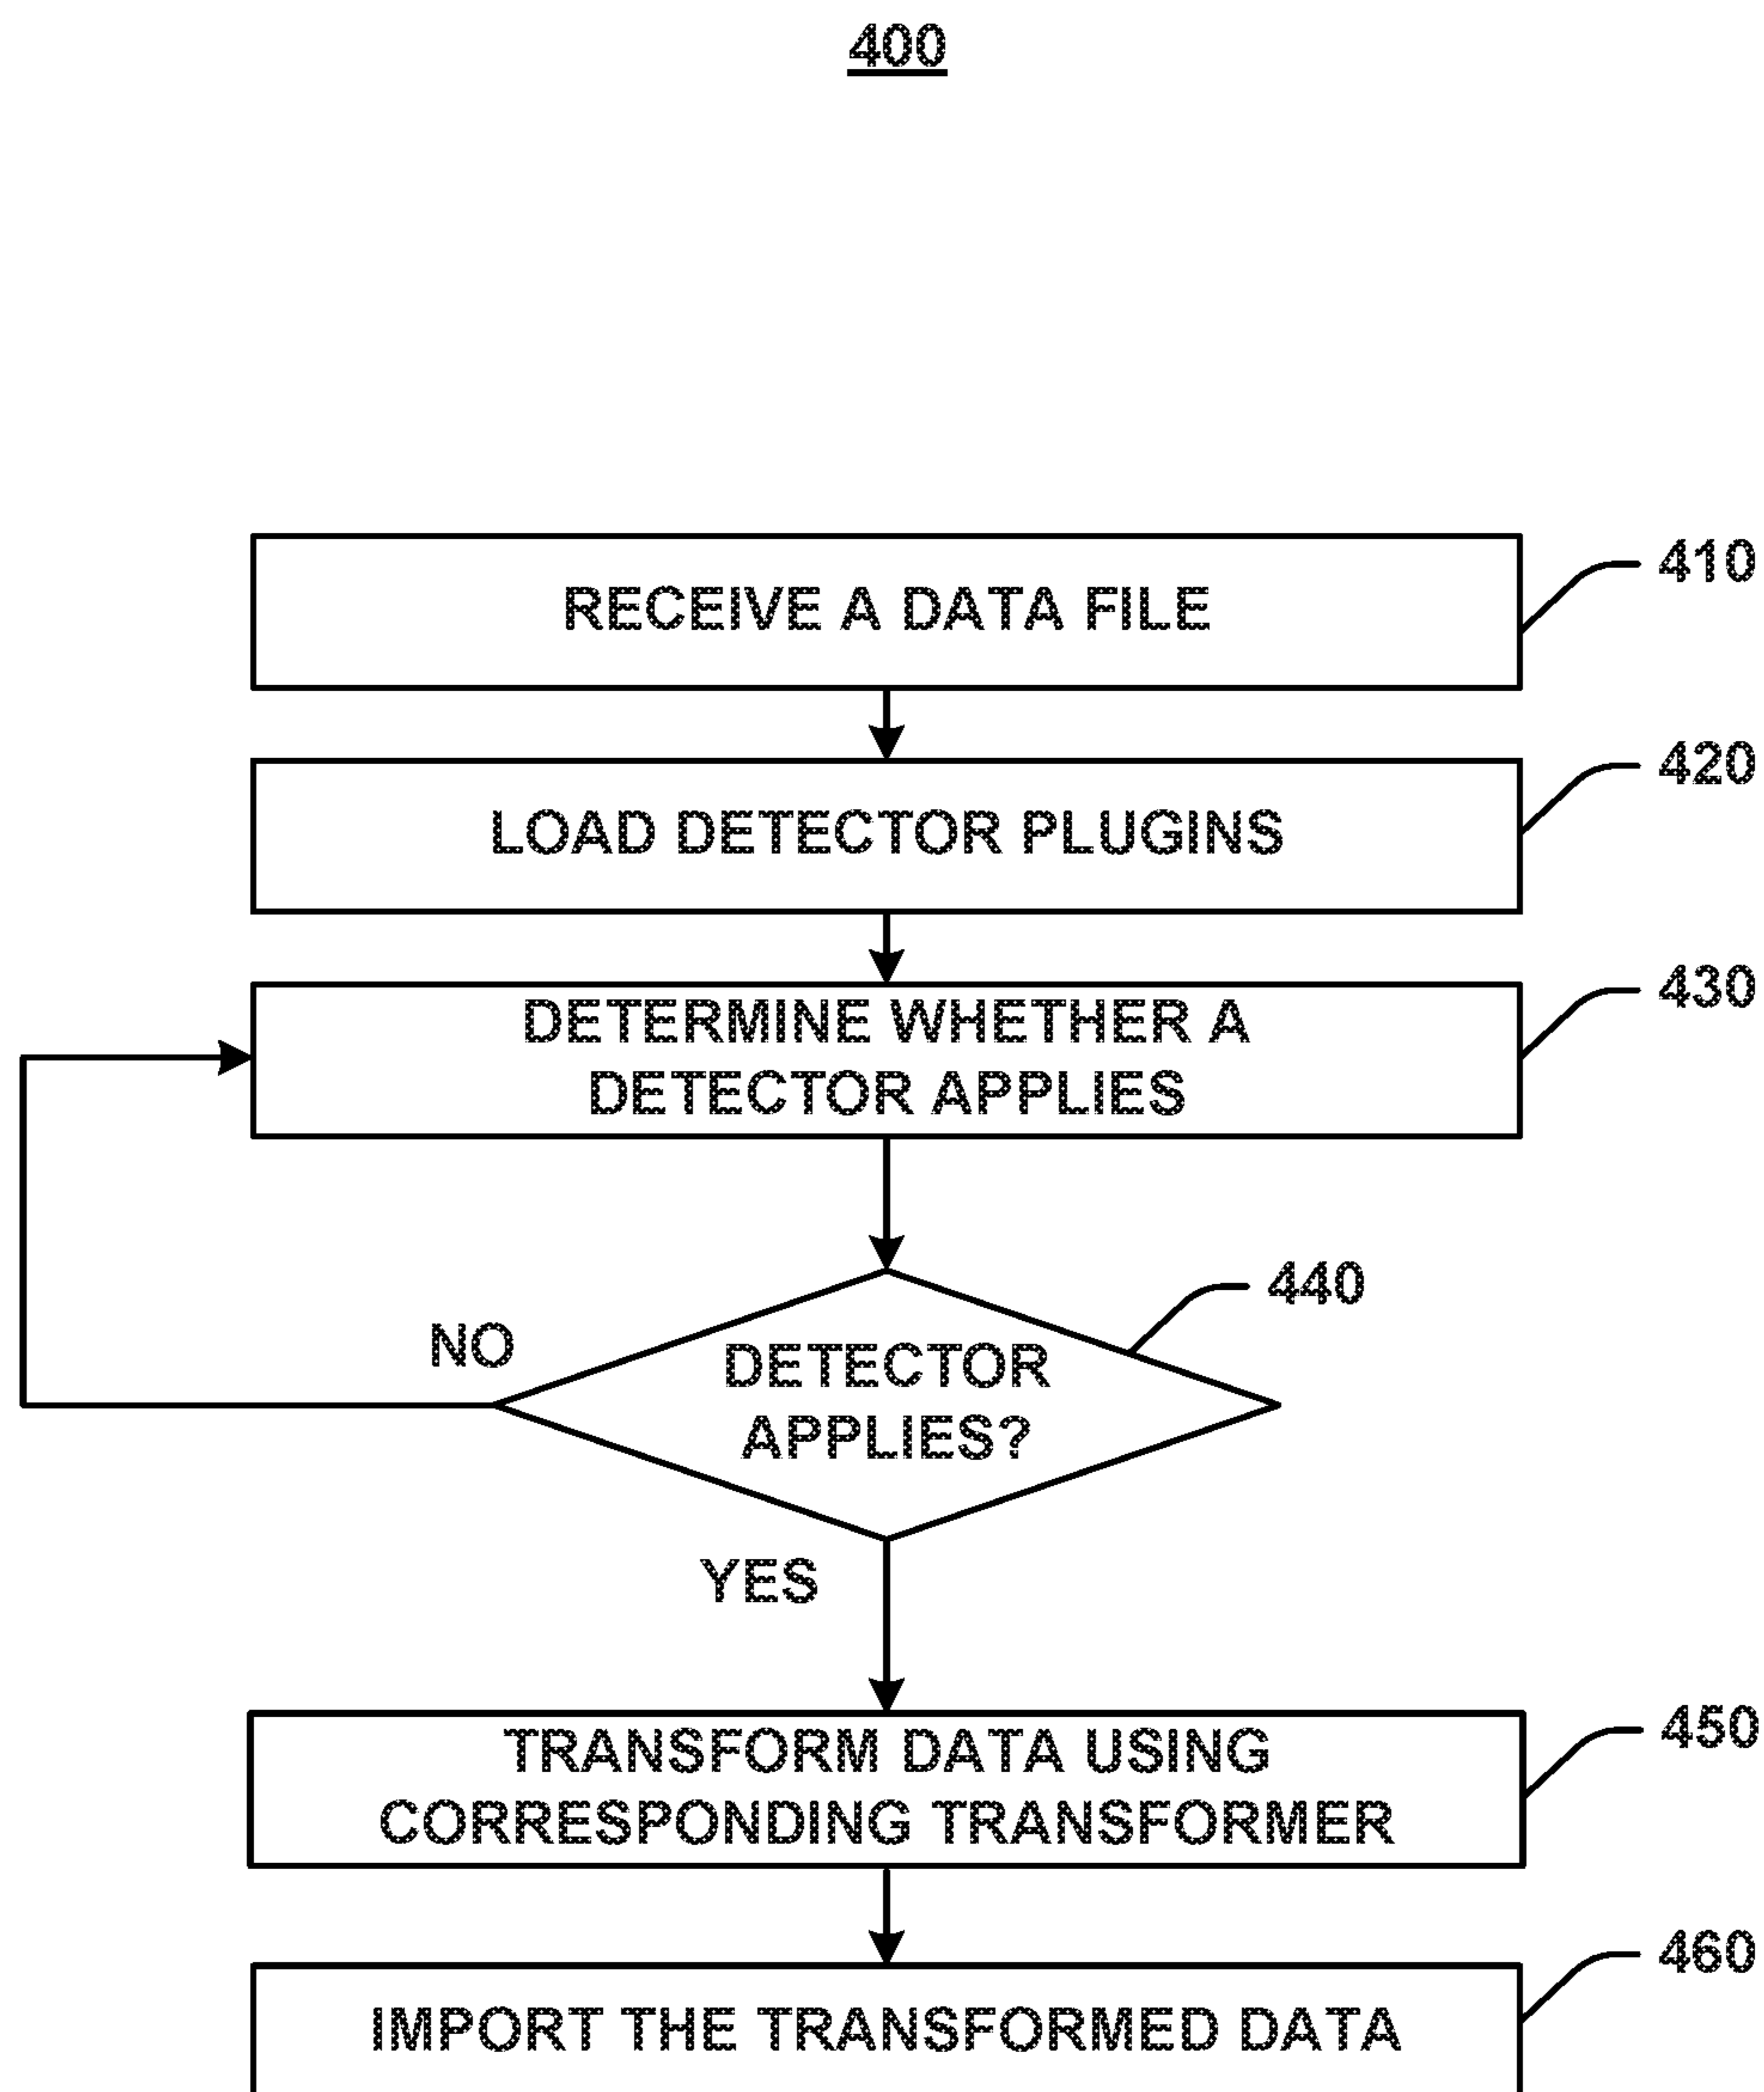 400
RECEIVE A DATA FILE
410
LOAD DETECTOR PLUGINS
420
DETERMINE WHETHER A
DETECTOR APPLIES
430
440
NO
DETECTOR
APPLIES?
YES
TRANSFORM DATA USING
CORRESPONDING TRANSFORMER
450
IMPORT THE TRANSFORMED DATA
460